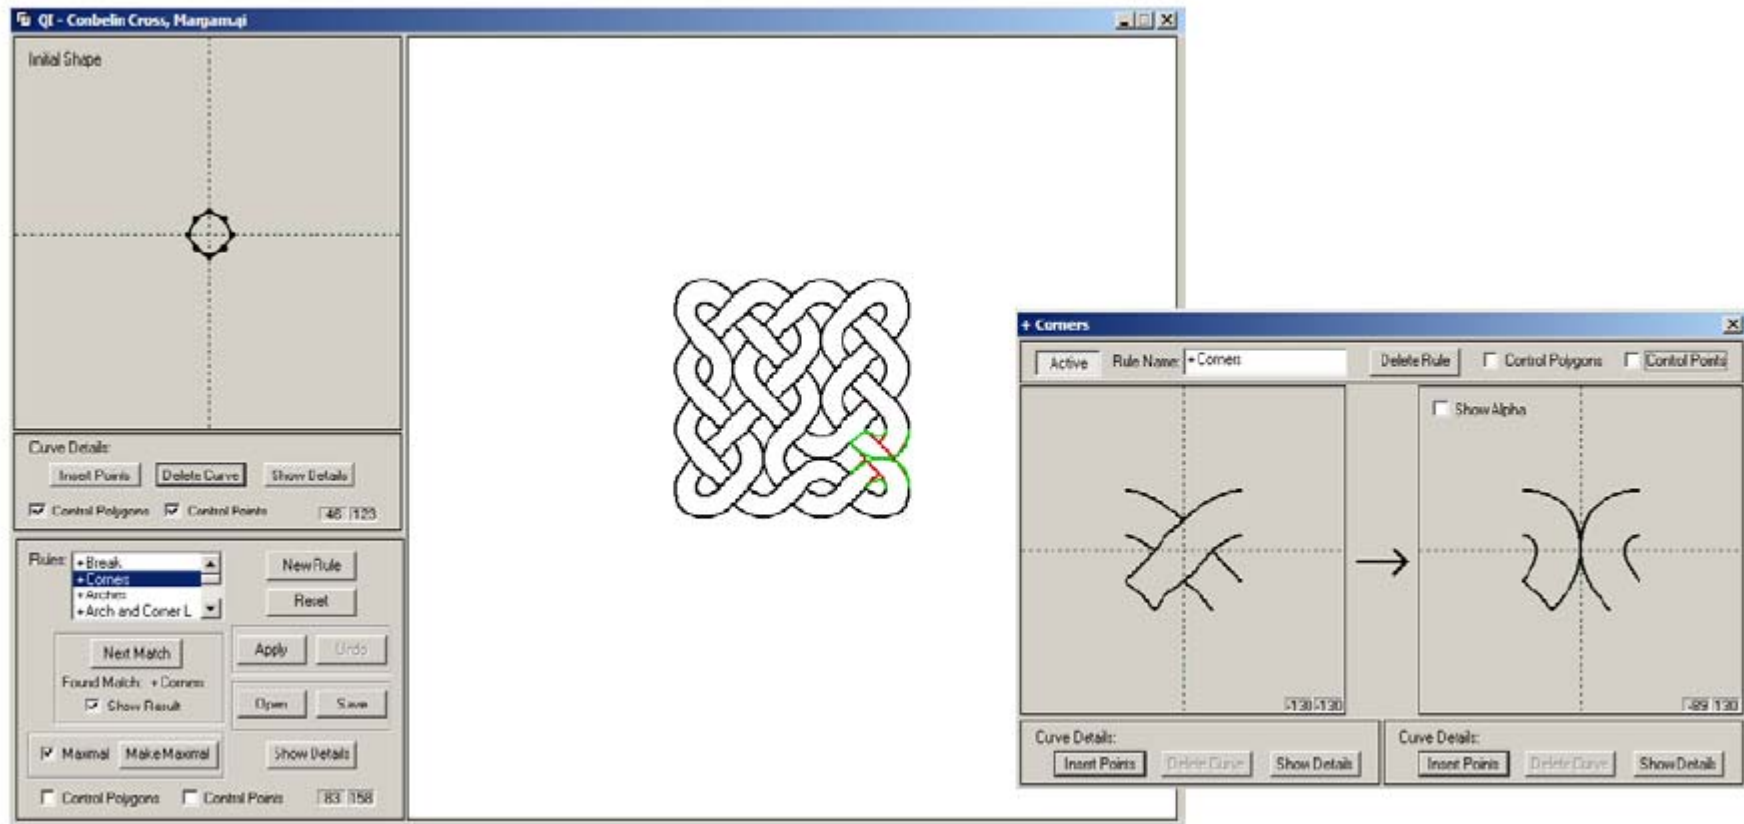 QI - Conbelin Cross, Margam.qi
Initial Shape
Curve Details:
Insert Points Delete Curve Show Details
Control Polygons Control Points 46 123
Rules: + Break
+ Corners
+ Arches
+ Arch and Corner L
New Rule
Reset
Next Match
Found Match: + Corners
Show Result
Apply Undo
Open Save
Maximal Make Maximal Show Details
Control Polygons Control Points 83 158
+ Corners
Active Rule Name: + Corners Delete Rule Control Polygons Control Points
Show Alpha
-130 -130
-89 130
Curve Details:
Insert Points Delete Curve Show Details
Curve Details:
Insert Points Delete Curve Show Details